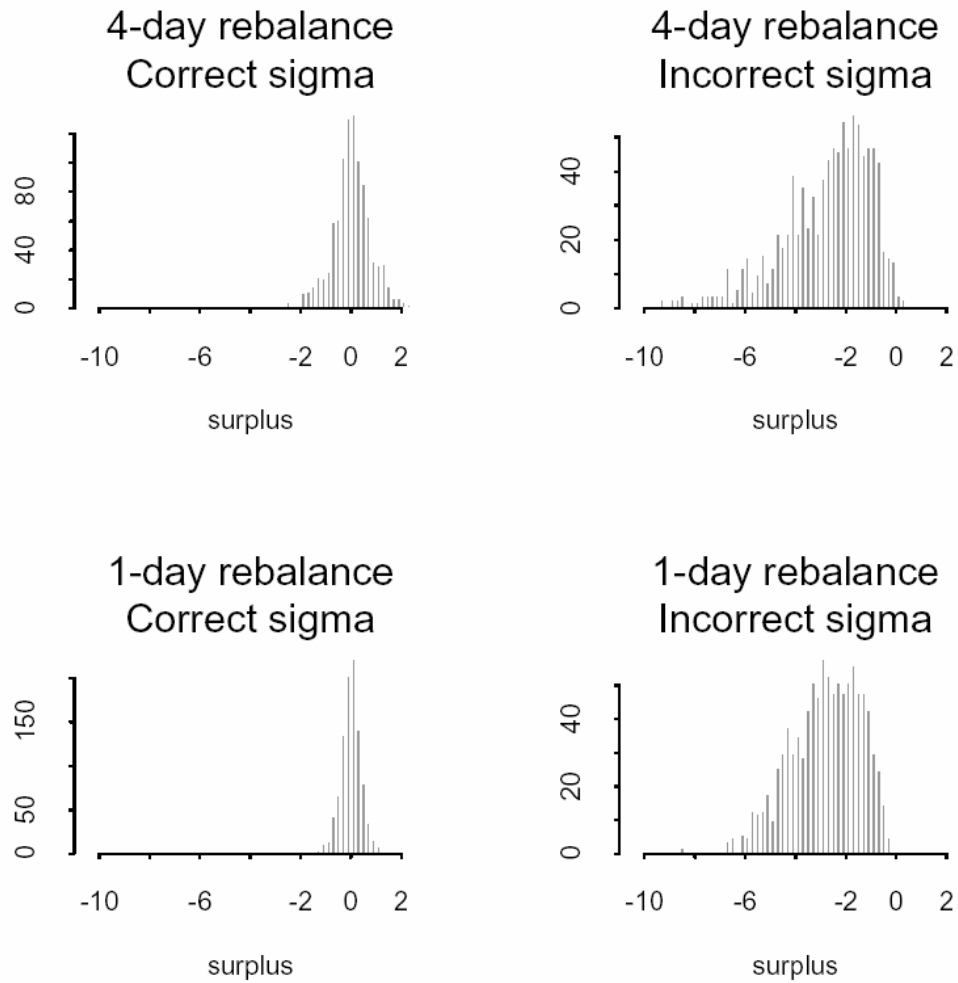 4-day rebalance
Correct sigma
80
40
0
-10 -6 -2 0 2
surplus
4-day rebalance
Incorrect sigma
40
20
0
-10 -6 -2 0 2
surplus
1-day rebalance
Correct sigma
150
50
0
-10 -6 -2 0 2
surplus
1-day rebalance
Incorrect sigma
40
20
0
-10 -6 -2 0 2
surplus